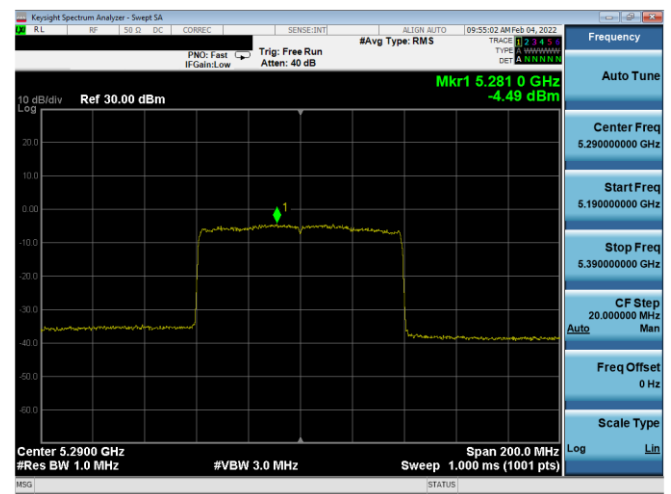 Keysight Spectrum Analyzer - Swept SA
LXI RL RF 50 Ω DC CORREC SENSE:INT ALIGN AUTO 09:55:02 AM Feb 04, 2022
#Avg Type: RMS TRACE 1 2 3 4 5 6
TYPE A WWWWW
DET A N N N N N
PNO: Fast Trig: Free Run
IFGain:Low Atten: 40 dB
Mkr1 5.281 0 GHz
-4.49 dBm
10 dB/div Ref 30.00 dBm
Log
20.0
10.0
0.00
-10.0
-20.0
-30.0
-40.0
-50.0
-60.0
1
Center 5.2900 GHz Span 200.0 MHz
#Res BW 1.0 MHz #VBW 3.0 MHz Sweep 1.000 ms (1001 pts)
MSG STATUS
Frequency
Auto Tune
Center Freq
5.290000000 GHz
Start Freq
5.190000000 GHz
Stop Freq
5.390000000 GHz
CF Step
20.000000 MHz
Auto Man
Freq Offset
0 Hz
Scale Type
Log Lin